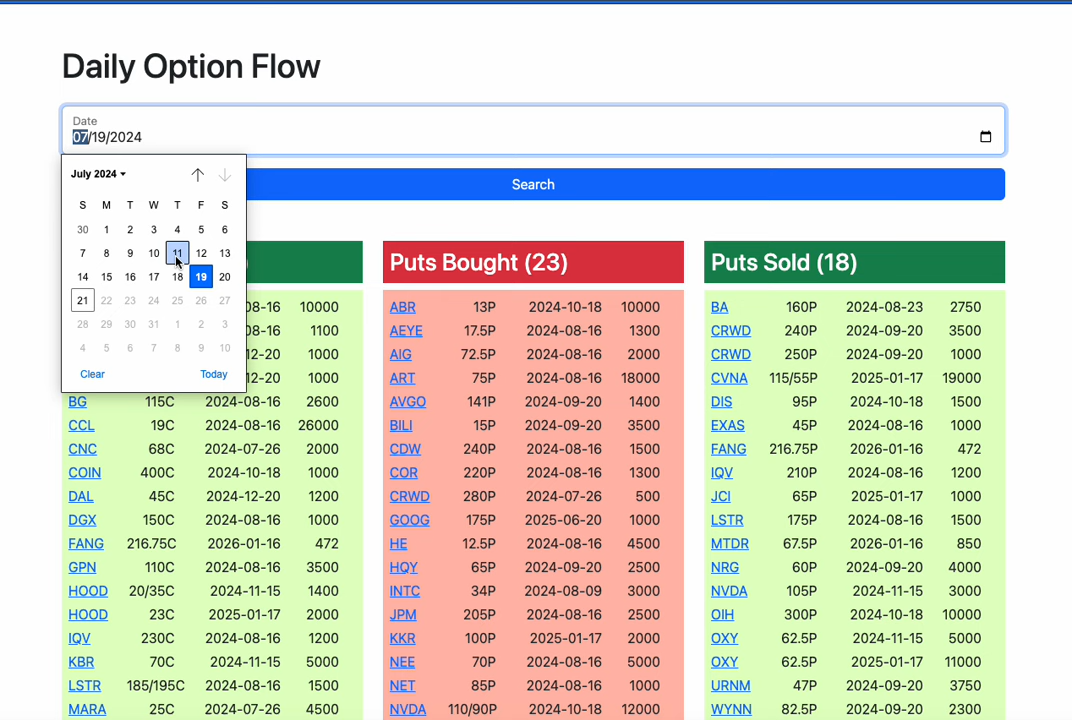 Daily Option Flow
Date
07/19/2024
July 2024
S M T W T F S
30 1 2 3 4 5 6
7 8 9 10 11 12 13
14 15 16 17 18 19 20
21 22 23 24 25 26 27
28 29 30 31 1 2 3
4 5 6 7 8 9 10
Clear Today
Search
08-16 10000
08-16 1100
12-20 1000
12-20 1000
BG 115C 2024-08-16 2600
CCL 19C 2024-08-16 26000
CNC 68C 2024-07-26 2000
COIN 400C 2024-10-18 1000
DAL 45C 2024-12-20 1200
DGX 150C 2024-08-16 1000
FANG 216.75C 2026-01-16 472
GPN 110C 2024-08-16 3500
HOOD 20/35C 2024-11-15 1400
HOOD 23C 2025-01-17 2000
IQV 230C 2024-08-16 1200
KBR 70C 2024-11-15 5000
LSTR 185/195C 2024-08-16 1500
MARA 25C 2024-07-26 4500
Puts Bought (23)
ABR 13P 2024-10-18 10000
AEYE 17.5P 2024-08-16 1300
AIG 72.5P 2024-08-16 2000
ART 75P 2024-08-16 18000
AVGO 141P 2024-09-20 1400
BILI 15P 2024-09-20 3500
CDW 240P 2024-08-16 1500
COR 220P 2024-08-16 1300
CRWD 280P 2024-07-26 500
GOOG 175P 2025-06-20 1000
HE 12.5P 2024-08-16 4500
HQY 65P 2024-09-20 2500
INTC 34P 2024-08-09 3000
JPM 205P 2024-08-16 2500
KKR 100P 2025-01-17 2000
NEE 70P 2024-08-16 5000
NET 85P 2024-08-16 1000
NVDA 110/90P 2024-10-18 12000
Puts Sold (18)
BA 160P 2024-08-23 2750
CRWD 240P 2024-09-20 3500
CRWD 250P 2024-09-20 1000
CVNA 115/55P 2025-01-17 19000
DIS 95P 2024-10-18 1500
EXAS 45P 2024-08-16 1000
FANG 216.75P 2026-01-16 472
IQV 210P 2024-08-16 1200
JCI 65P 2025-01-17 1000
LSTR 175P 2024-08-16 1500
MTDR 67.5P 2026-01-16 850
NRG 60P 2024-09-20 4000
NVDA 105P 2024-11-15 3000
OIH 300P 2024-10-18 10000
OXY 62.5P 2024-11-15 5000
OXY 62.5P 2025-01-17 11000
URNM 47P 2024-09-20 3750
WYNN 82.5P 2024-09-20 2300